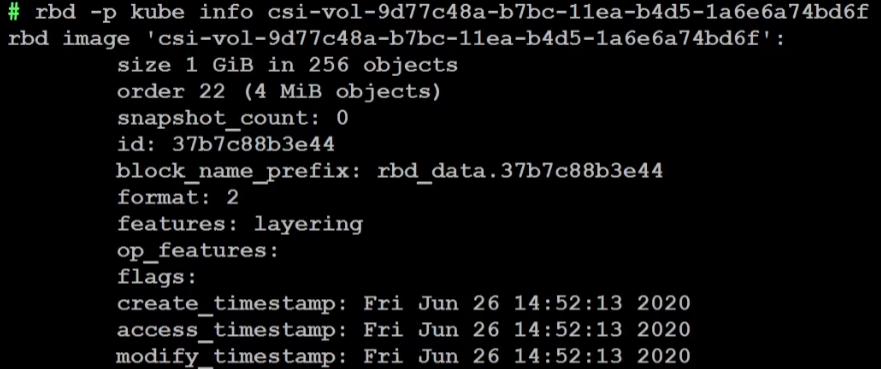 # rbd -p kube info csi-vol-9d77c48a-b7bc-11ea-b4d5-1a6e6a74bd6f
rbd image 'csi-vol-9d77c48a-b7bc-11ea-b4d5-1a6e6a74bd6f':
size 1 GiB in 256 objects
order 22 (4 MiB objects)
snapshot_count: 0
id: 37b7c88b3e44
block_name_prefix: rbd_data.37b7c88b3e44
format: 2
features: layering
op_features:
flags:
create_timestamp: Fri Jun 26 14:52:13 2020
access_timestamp: Fri Jun 26 14:52:13 2020
modify_timestamp: Fri Jun 26 14:52:13 2020